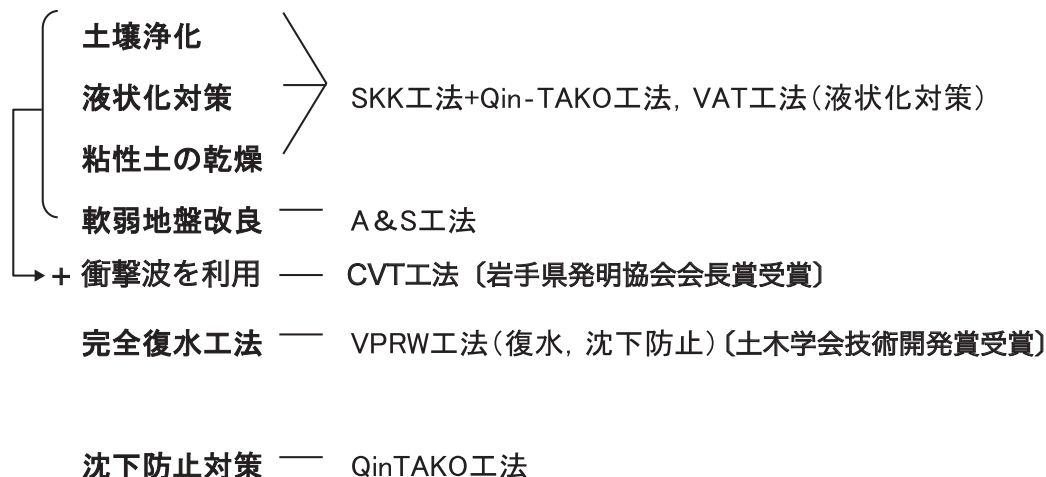 土壌浄化
液状化対策
SKK工法+Qin-TAKO工法, VAT工法(液状化対策)
粘性土の乾燥
軟弱地盤改良
A&S工法
+ 衝撃波を利用
CVT工法〔岩手県発明協会会長賞受賞〕
完全復水工法
VPRW工法(復水, 沈下防止)〔土木学会技術開発賞受賞〕
沈下防止対策
QinTAKO工法